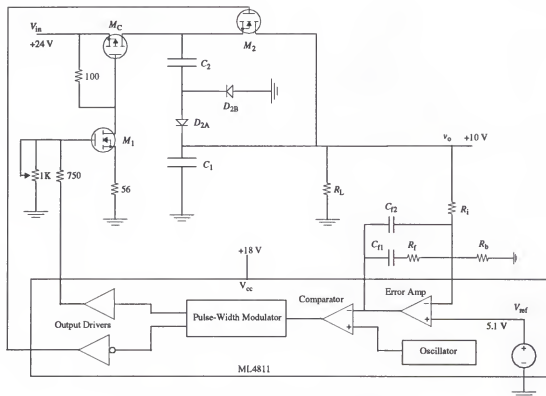 V_in
+24 V
M_C
M_2
100
C_2
D_2B
D_2A
M_1
1K
750
56
C_1
v_o
+10 V
R_L
R_i
C_f2
C_f1
R_f
R_b
+18 V
V_cc
Output Drivers
Pulse-Width Modulator
Comparator
Error Amp
V_ref
5.1 V
Oscillator
ML4811